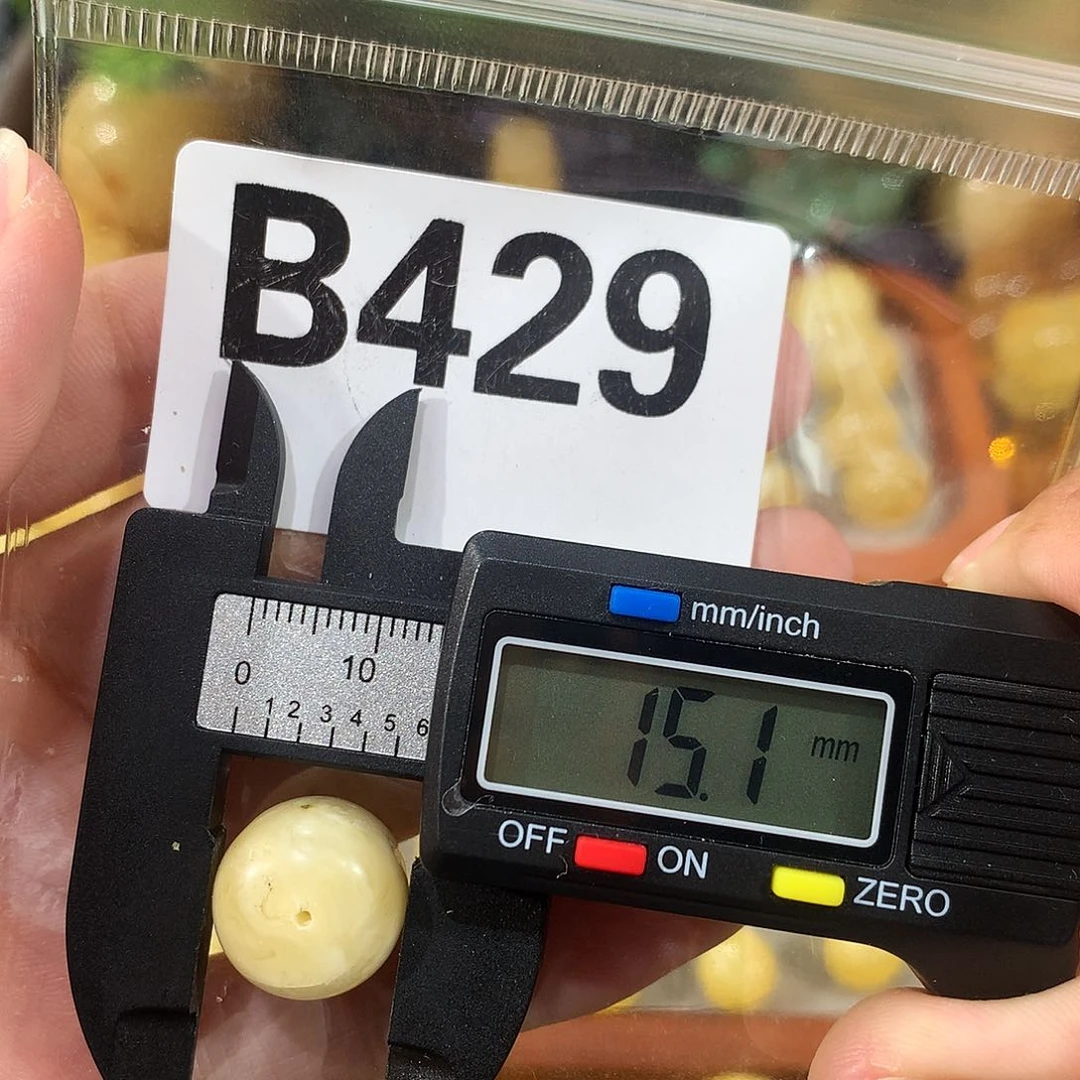 B429
mm/inch
0 10
1 2 3 4 5 6
15.1 mm
OFF ON
ZERO